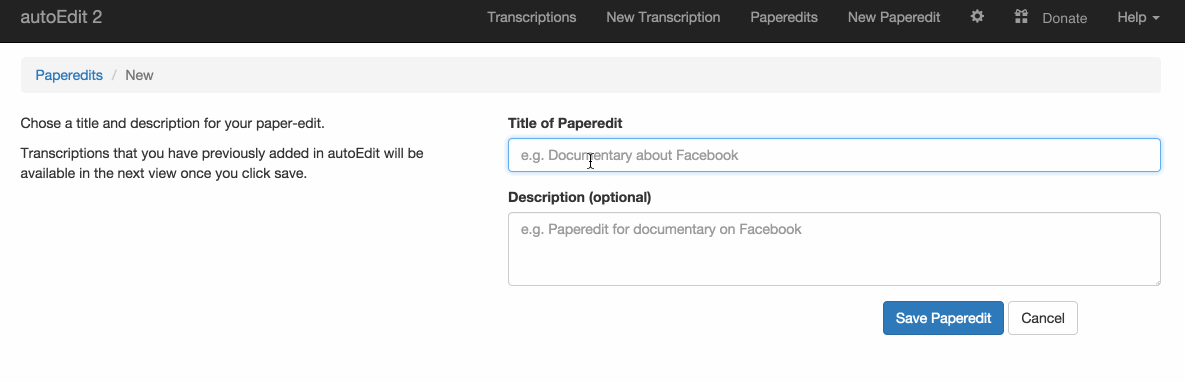 autoEdit 2
Transcriptions New Transcription Paperedits New Paperedit Donate Help
Paperedits / New
Chose a title and description for your paper-edit.
Transcriptions that you have previously added in autoEdit will be
available in the next view once you click save.
Title of Paperedit
e.g. Documentary about Facebook
Description (optional)
e.g. Paperedit for documentary on Facebook
Save Paperedit Cancel